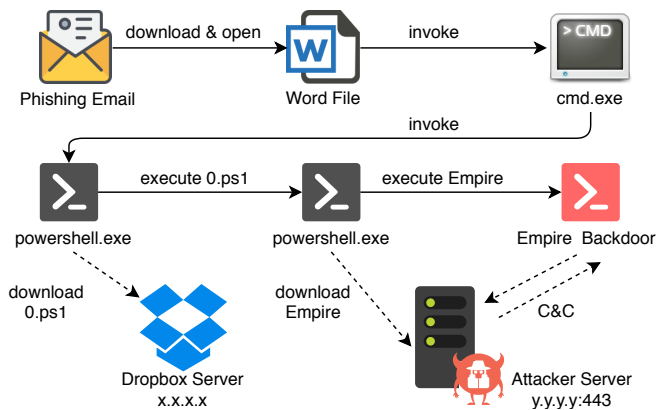 download & open
invoke
W
> CMD
Phishing Email
Word File
cmd.exe
invoke
execute 0.ps1
execute Empire
powershell.exe
powershell.exe
Empire Backdoor
download
0.ps1
download
Empire
C&C
Dropbox Server
x.x.x.x
Attacker Server
y.y.y.y:443